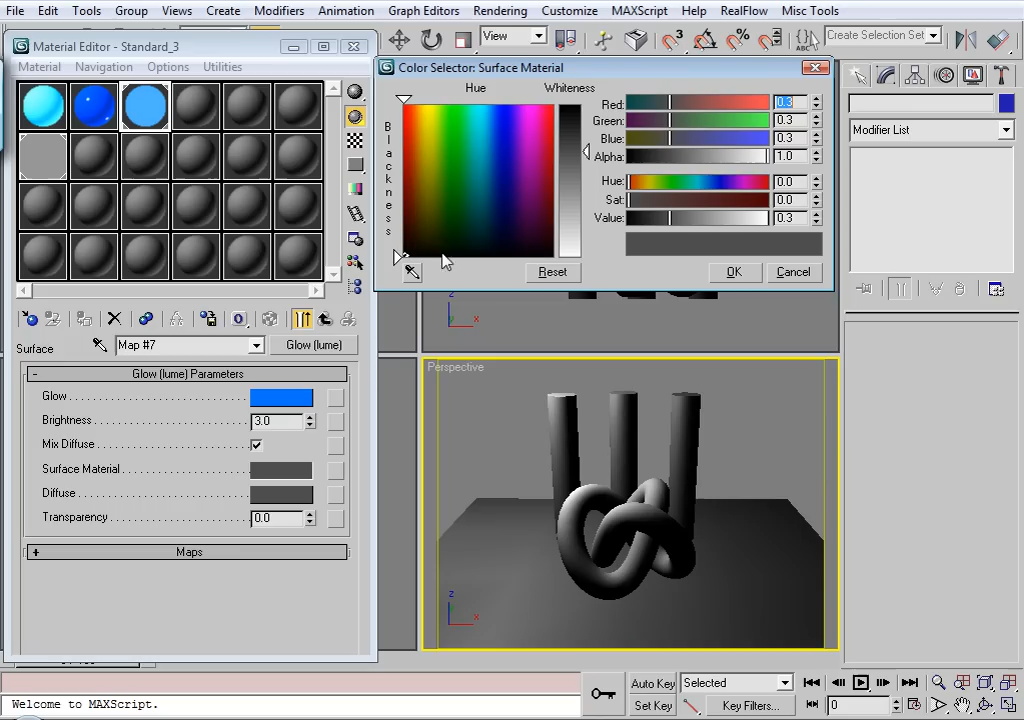 File Edit Tools Group Views Create Modifiers Animation Graph Editors Rendering Customize MAXScript Help RealFlow Misc Tools
View
3
%
ABC
Create Selection Set
Material Editor - Standard_3
Material Navigation Options Utilities
Surface
Map #7
Glow (lume)
- Glow (lume) Parameters
Glow
Brightness 3.0
Mix Diffuse
Surface Material
Diffuse
Transparency 0.0
+ Maps
Color Selector: Surface Material
Hue
Whiteness
Blackness
Red: 0.3
Green: 0.3
Blue: 0.3
Alpha: 1.0
Hue: 0.0
Sat: 0.0
Value: 0.3
Reset
OK
Cancel
Modifier List
z
x
Perspective
z
x
Welcome to MAXScript.
Auto Key
Selected
Set Key
Key Filters...
0